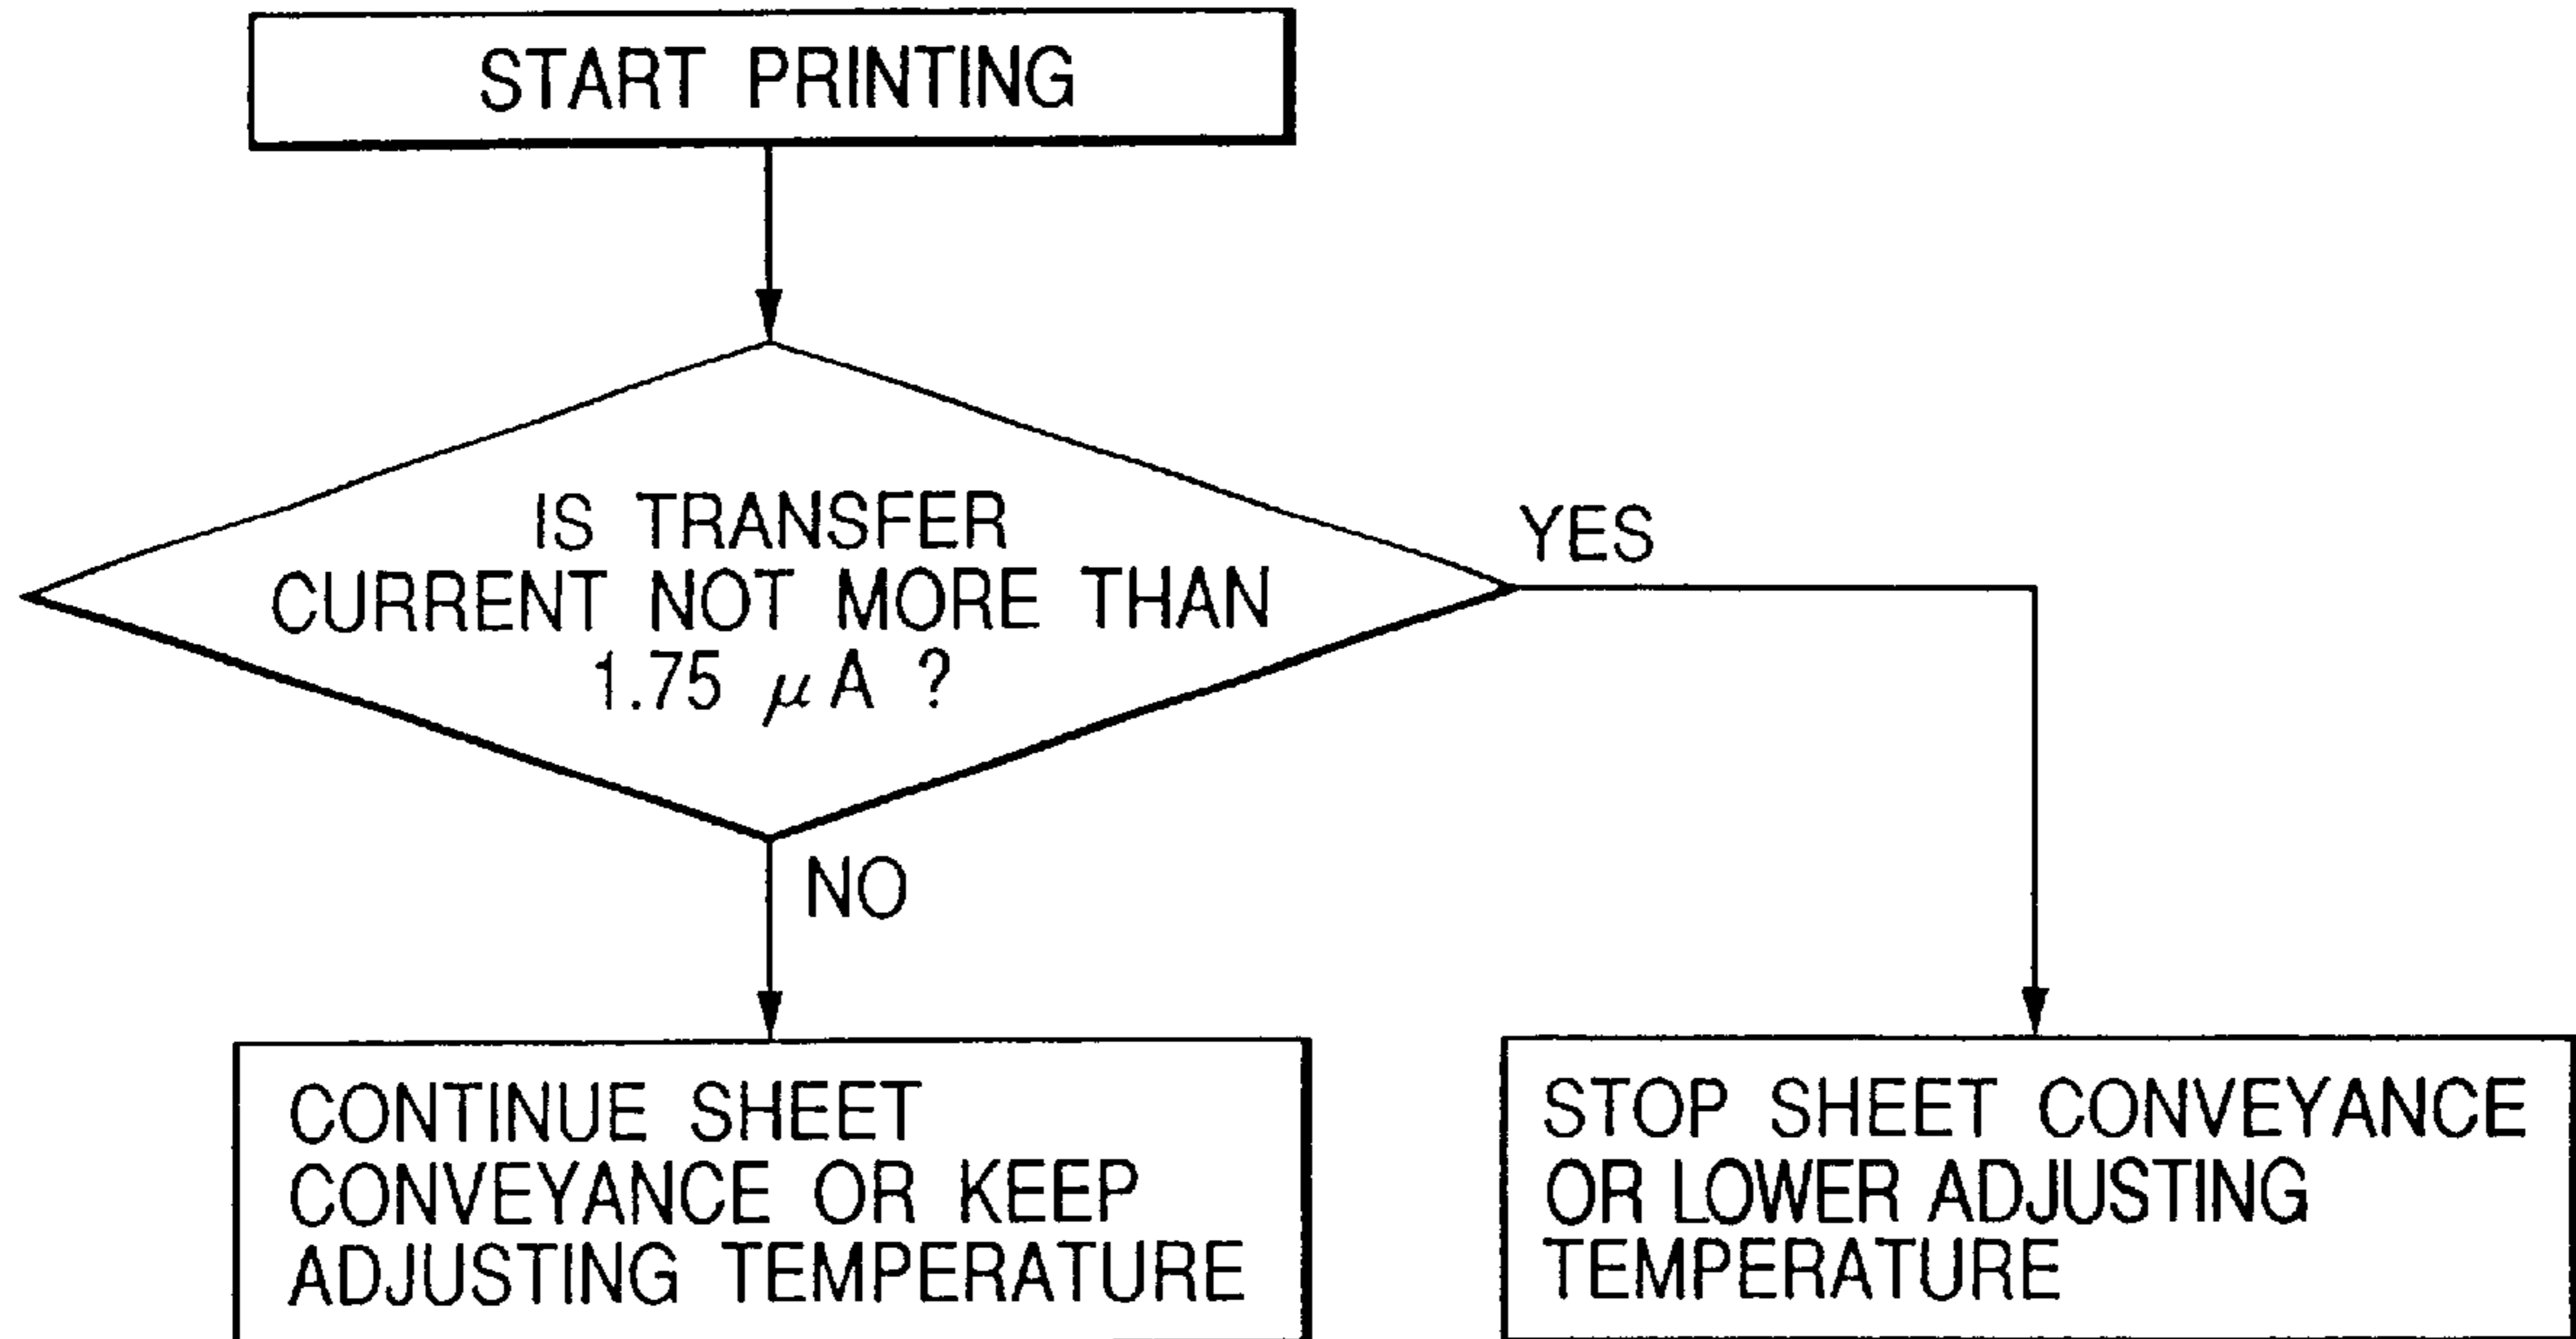 START PRINTING
IS TRANSFER
CURRENT NOT MORE THAN
1.75 μA ?
YES
NO
CONTINUE SHEET
CONVEYANCE OR KEEP
ADJUSTING TEMPERATURE
STOP SHEET CONVEYANCE
OR LOWER ADJUSTING
TEMPERATURE